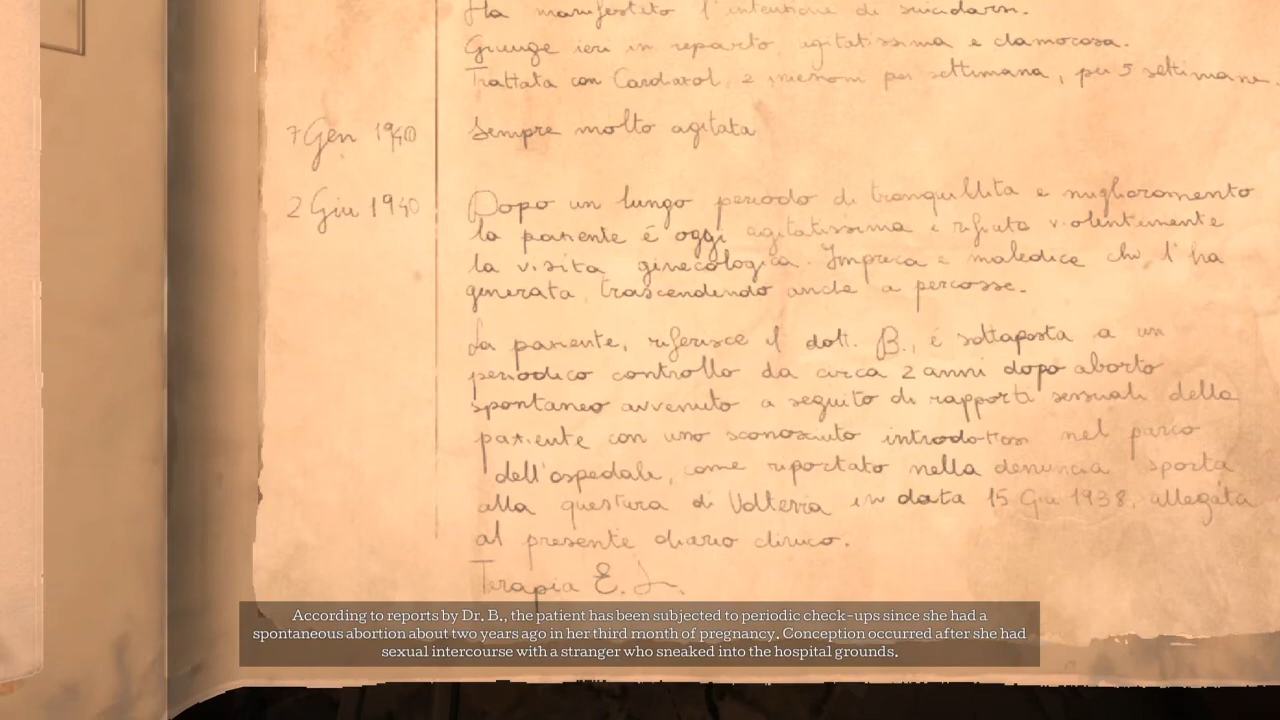 Ha manifestato l'intenzione di suicidarsi.
Giunge ieri in reparto, agitatissima e clamorosa.
Trattata con Cardiazol, 2 iniezioni per settimana, per 5 settimane.
7 Gen 1940 Sempre molto agitata
2 Giu 1940 Dopo un lungo periodo di tranquillita e miglioramento
la paziente é oggi agitatissima e rifiuta violentemente
la visita ginecologica. Impreca e maledice chi l'ha
generata, trascendendo anche a percosse.
La paziente, riferisce il dott. B., é sottoposta a un
periodico controllo da circa 2 anni dopo aborto
spontaneo avvenuto a seguito di rapporti sessuali della
paziente con uno sconosciuto introdottosi nel parco
dell'ospedale, come riportato nella denuncia sporta
alla questura di Volterra in data 15 Giu 1938, allegata
al presente diario clinico.
Terapia E.
According to reports by Dr. B., the patient has been subjected to periodic check-ups since she had a
spontaneous abortion about two years ago in her third month of pregnancy. Conception occurred after she had
sexual intercourse with a stranger who sneaked into the hospital grounds.